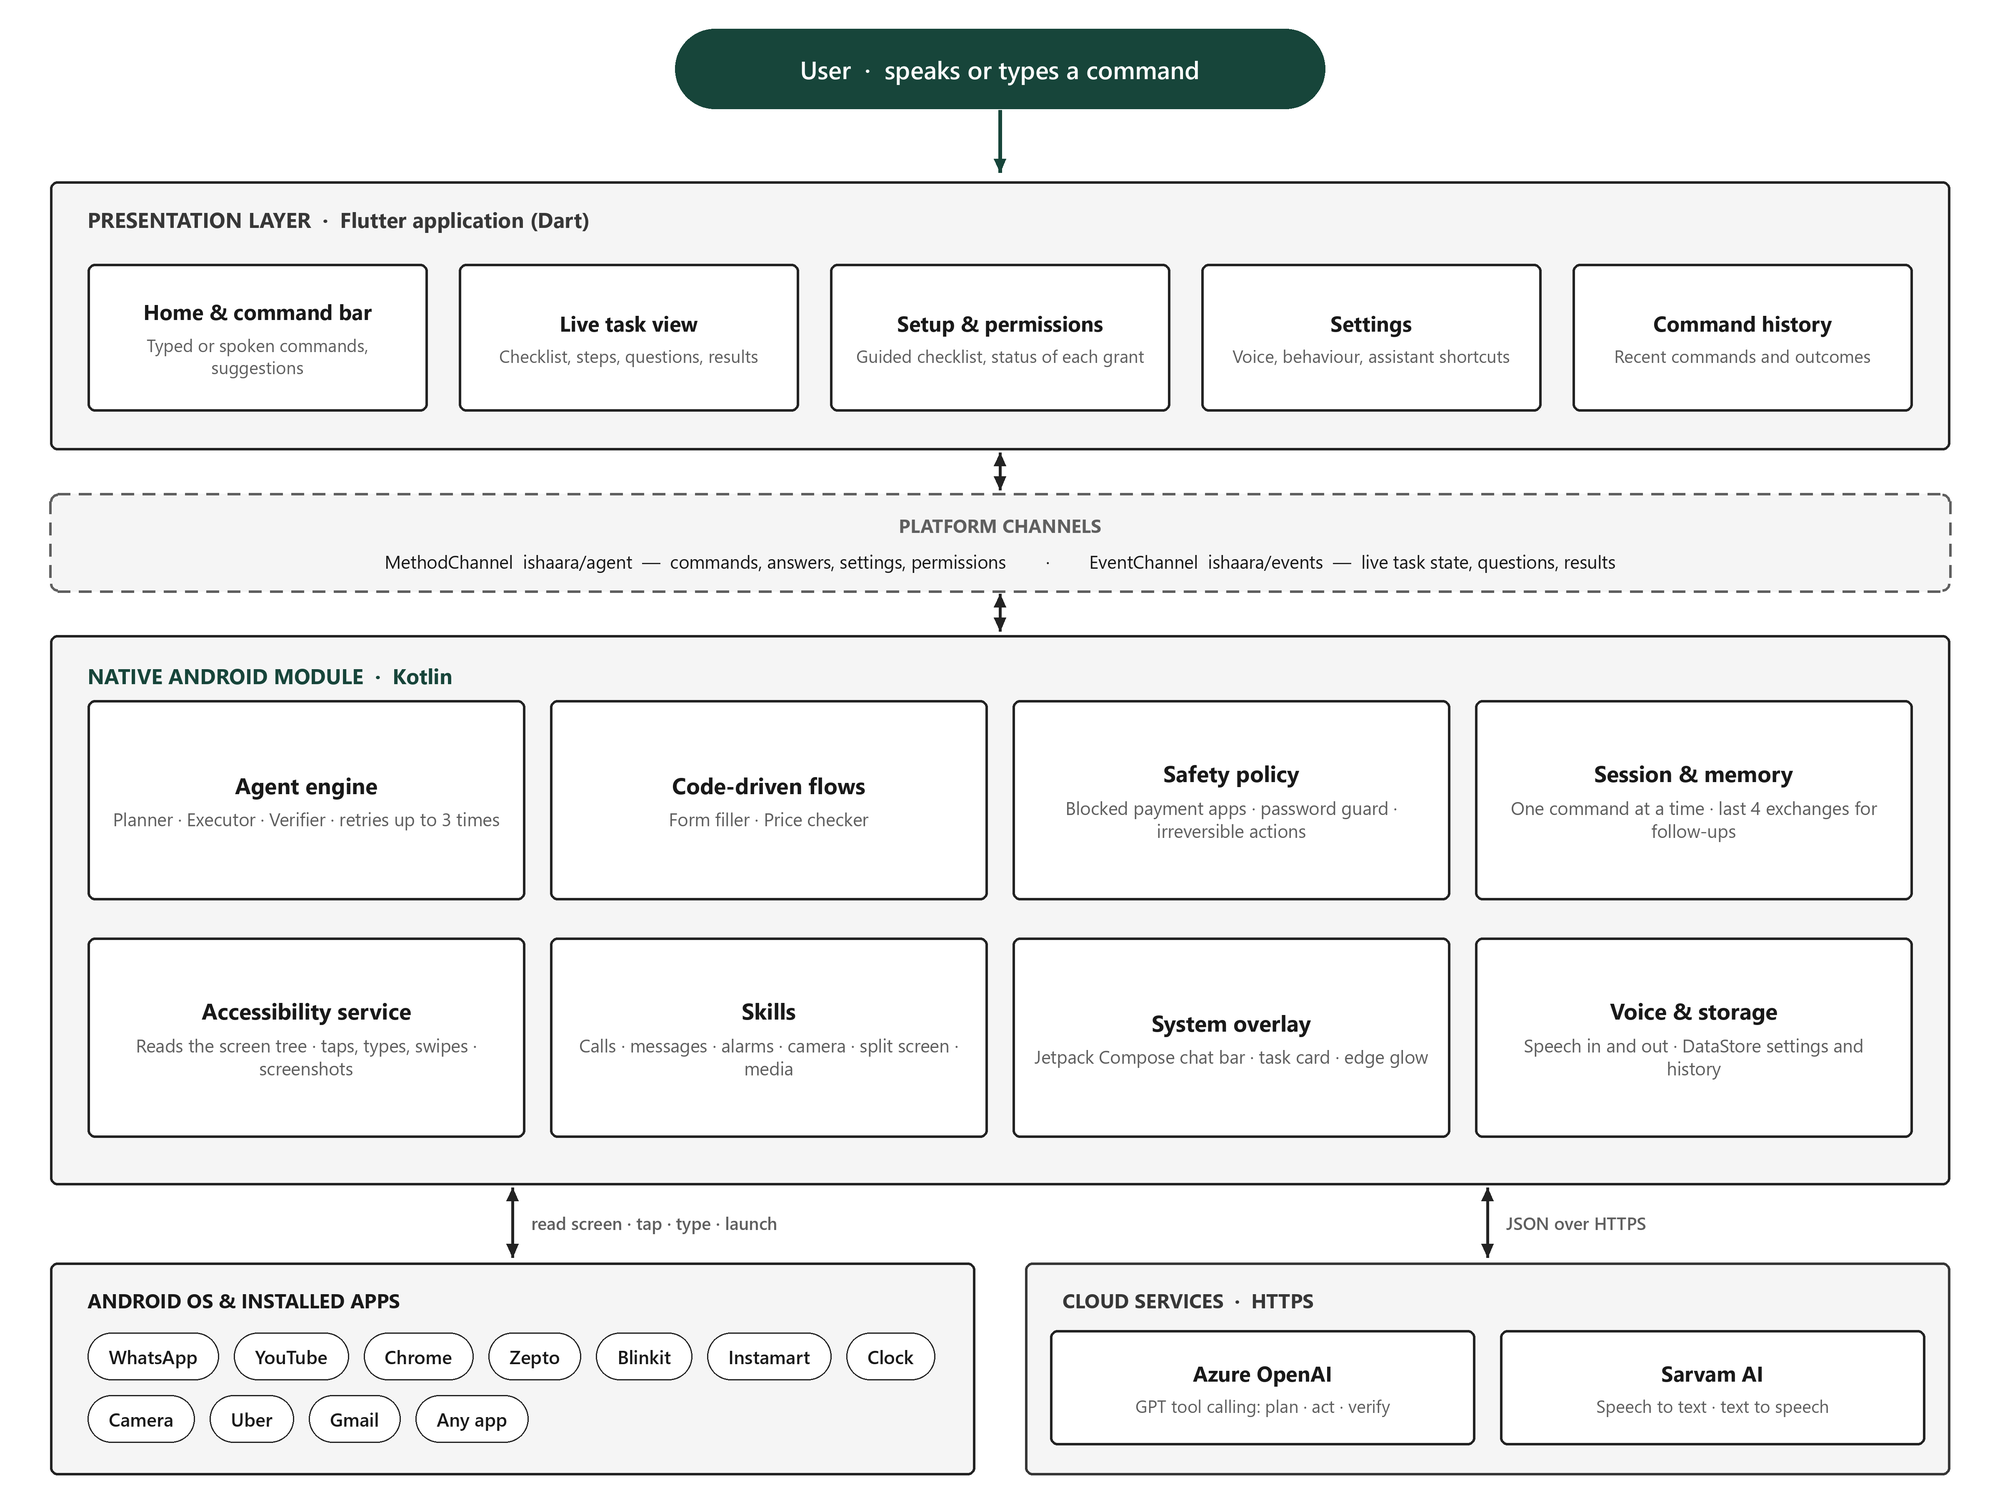 User · speaks or types a command
PRESENTATION LAYER · Flutter application (Dart)
Home & command bar
Typed or spoken commands,
suggestions
Live task view
Checklist, steps, questions, results
Setup & permissions
Guided checklist, status of each grant
Settings
Voice, behaviour, assistant shortcuts
Command history
Recent commands and outcomes
PLATFORM CHANNELS
MethodChannel ishaara/agent — commands, answers, settings, permissions · EventChannel ishaara/events — live task state, questions, results
NATIVE ANDROID MODULE · Kotlin
Agent engine
Planner · Executor · Verifier · retries up to 3 times
Code-driven flows
Form filler · Price checker
Safety policy
Blocked payment apps · password guard ·
irreversible actions
Session & memory
One command at a time · last 4 exchanges for
follow-ups
Accessibility service
Reads the screen tree · taps, types, swipes ·
screenshots
Skills
Calls · messages · alarms · camera · split screen ·
media
System overlay
Jetpack Compose chat bar · task card · edge glow
Voice & storage
Speech in and out · DataStore settings and
history
read screen · tap · type · launch
JSON over HTTPS
ANDROID OS & INSTALLED APPS
WhatsApp YouTube Chrome Zepto Blinkit Instamart Clock
Camera Uber Gmail Any app
CLOUD SERVICES · HTTPS
Azure OpenAI
GPT tool calling: plan · act · verify
Sarvam AI
Speech to text · text to speech